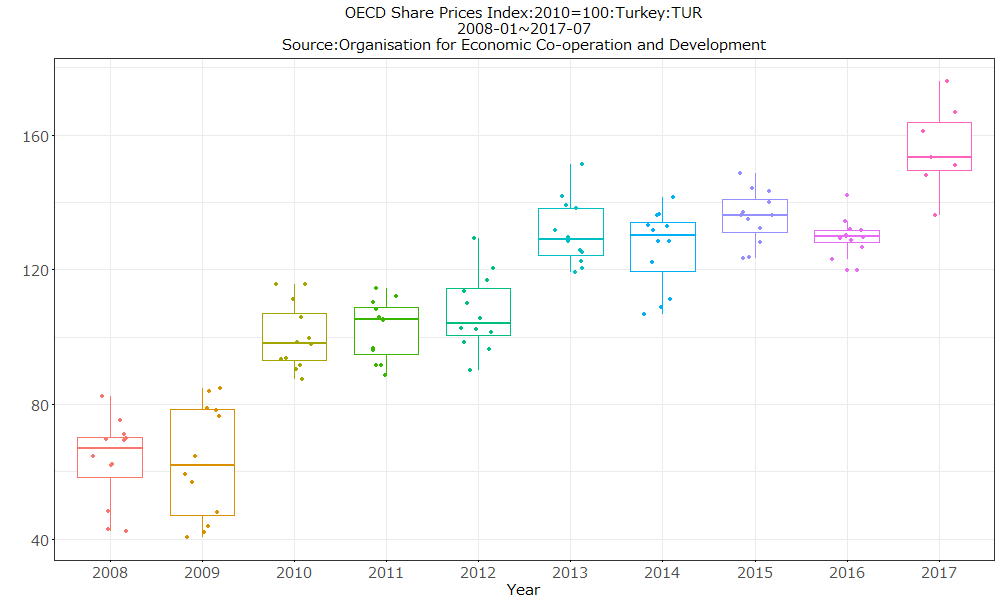 OECD Share Prices Index:2010=100:Turkey:TUR
2008-01~2017-07
Source:Organisation for Economic Co-operation and Development
160
120
80
40
2008 2009 2010 2011 2012 2013 2014 2015 2016 2017
Year